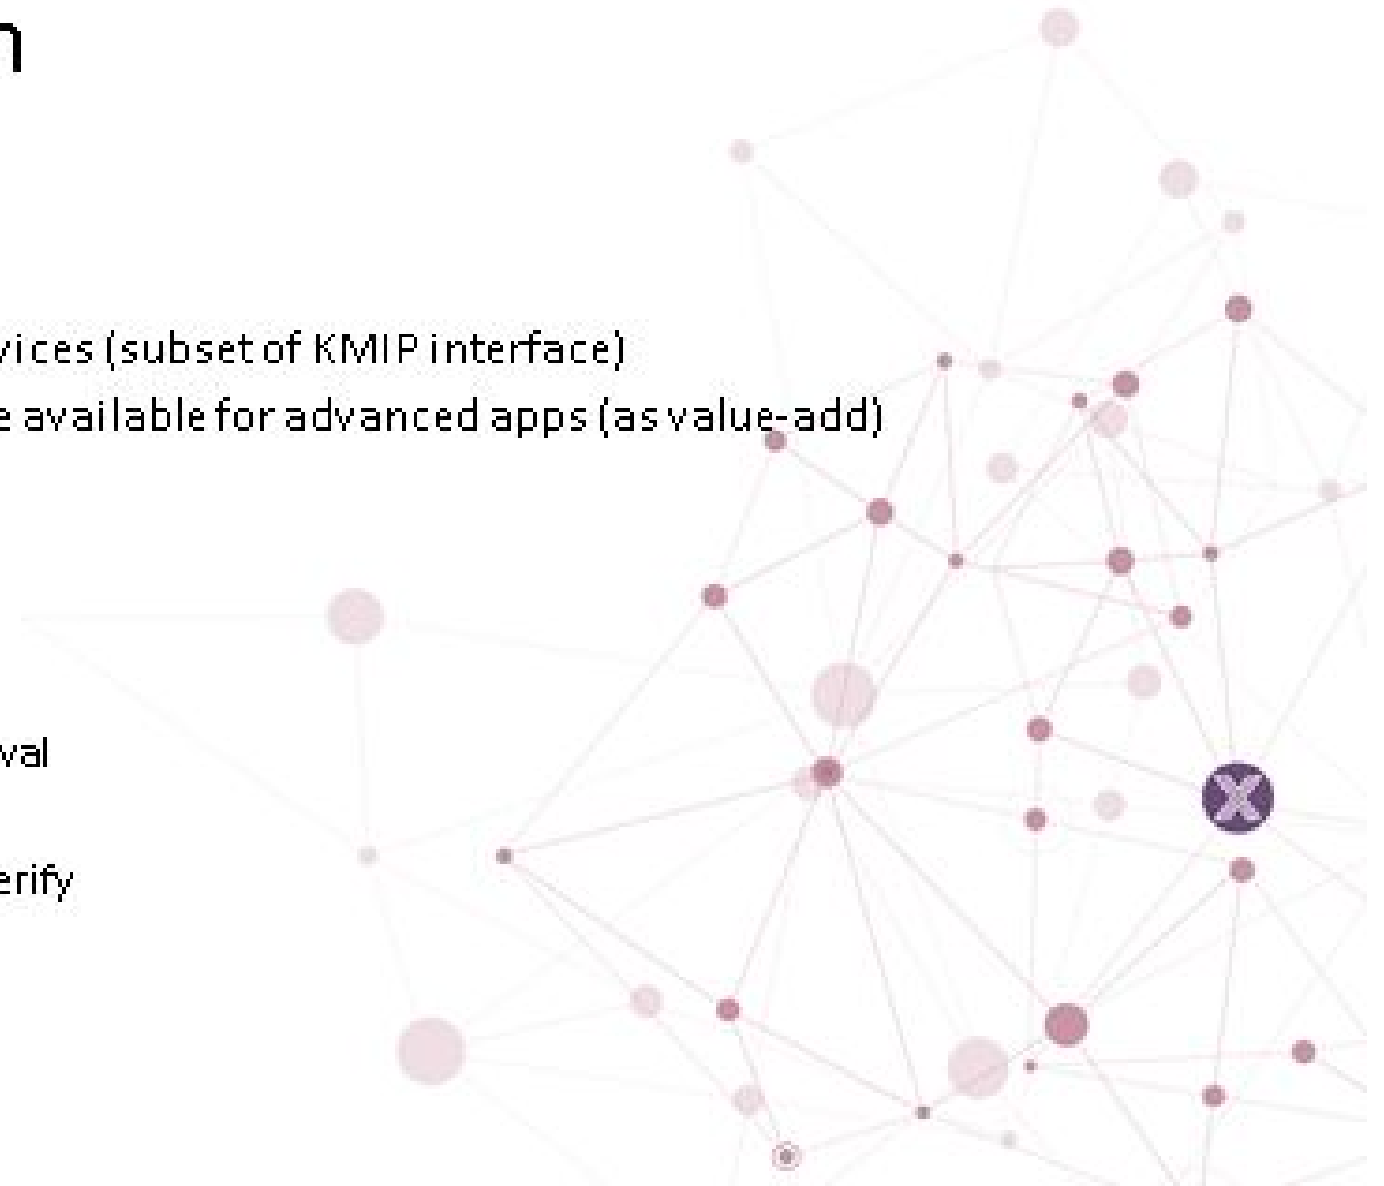 n
vices (subset of KMIP interface)
e available for advanced apps (as value-add)
val
erify
X